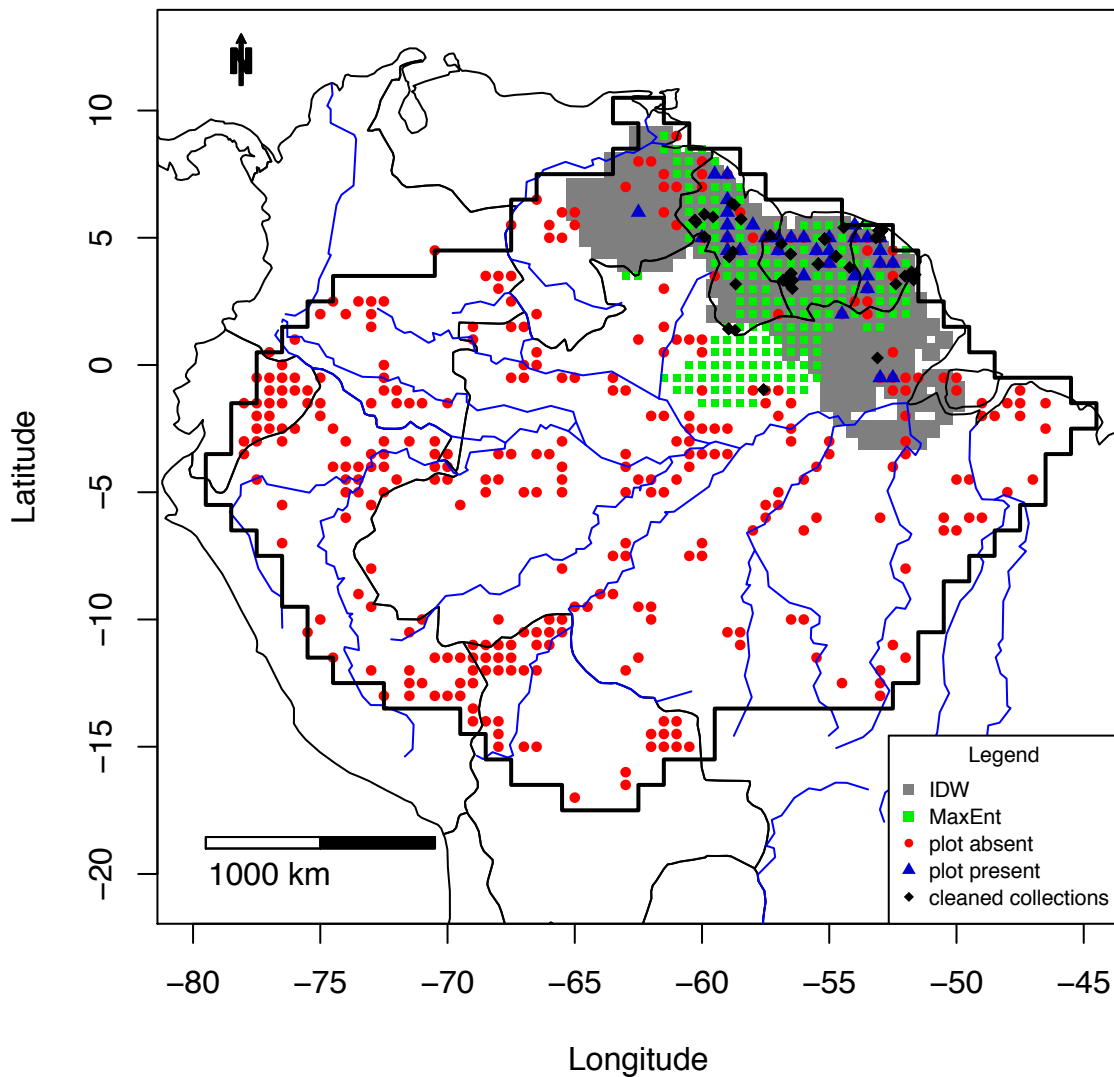 N
10
5
0
−5
−10
−15
−20
Latitude
1000 km
Legend
IDW
MaxEnt
plot absent
plot present
cleaned collections
−80 −75 −70 −65 −60 −55 −50 −45
Longitude